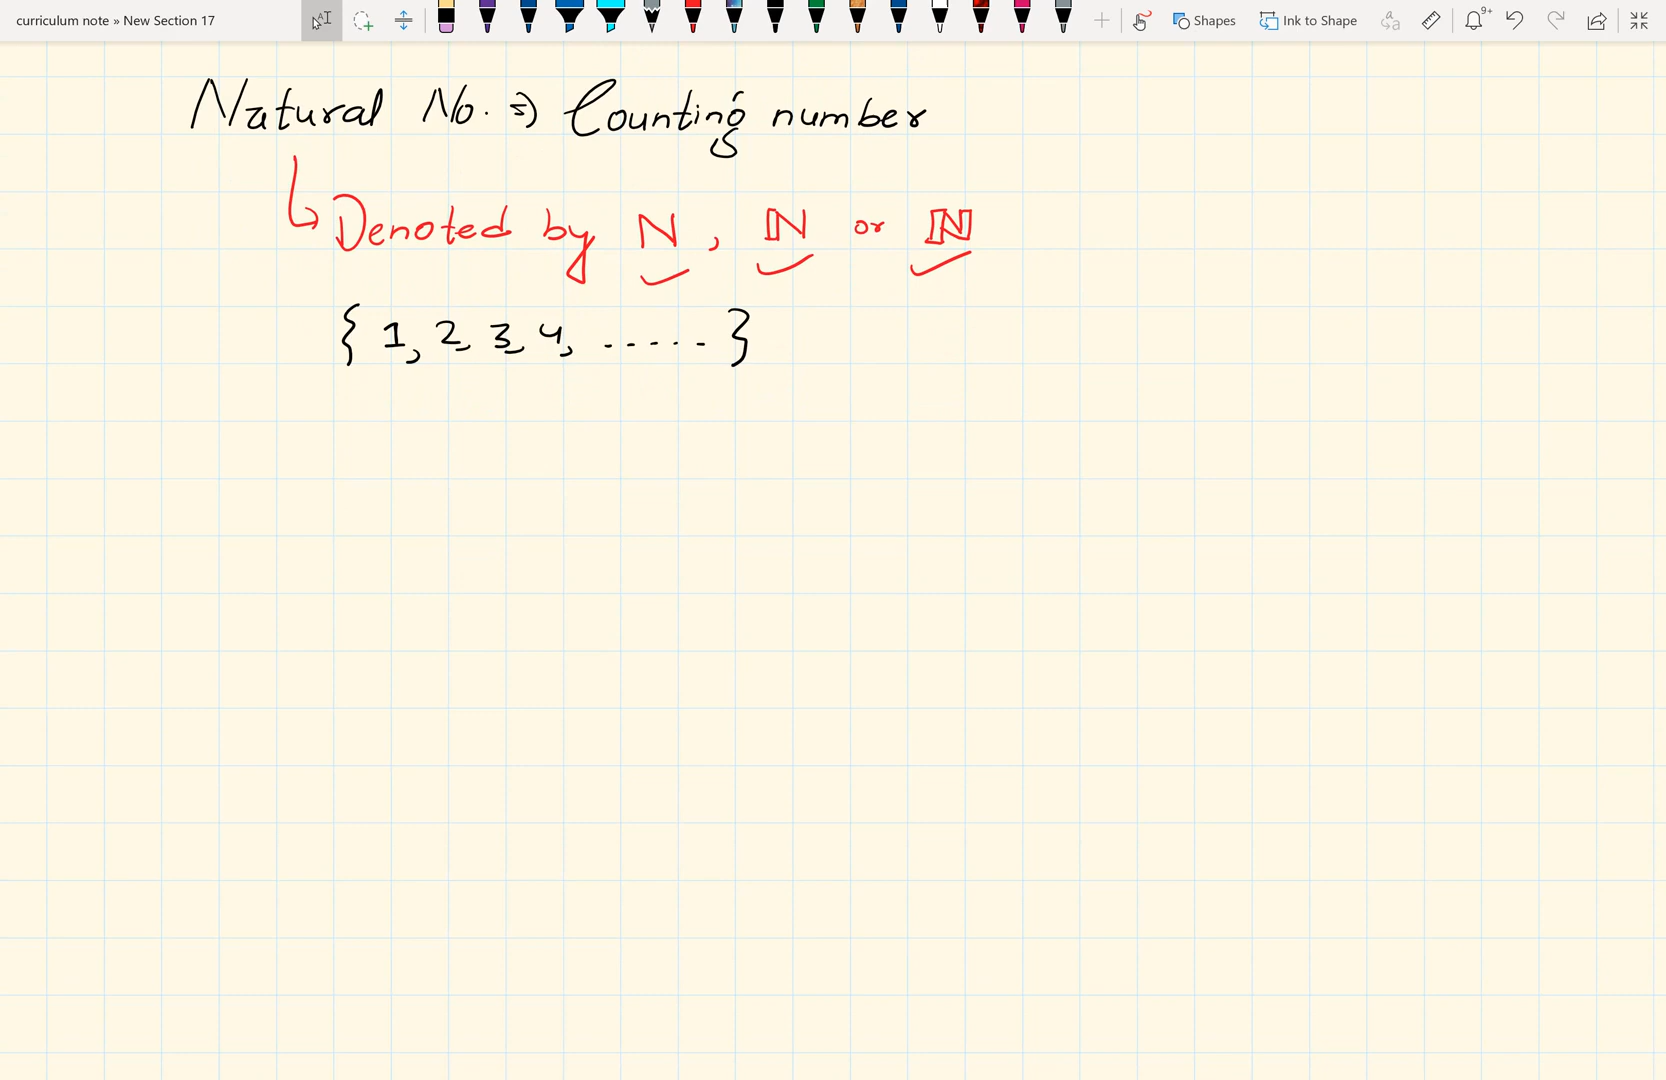 curriculum note » New Section 17
Shapes
Ink to Shape
9+
Natural No. ⇒ Counting number
Denoted by N, ℕ or ℕ
{ 1, 2, 3, 4, ..... }